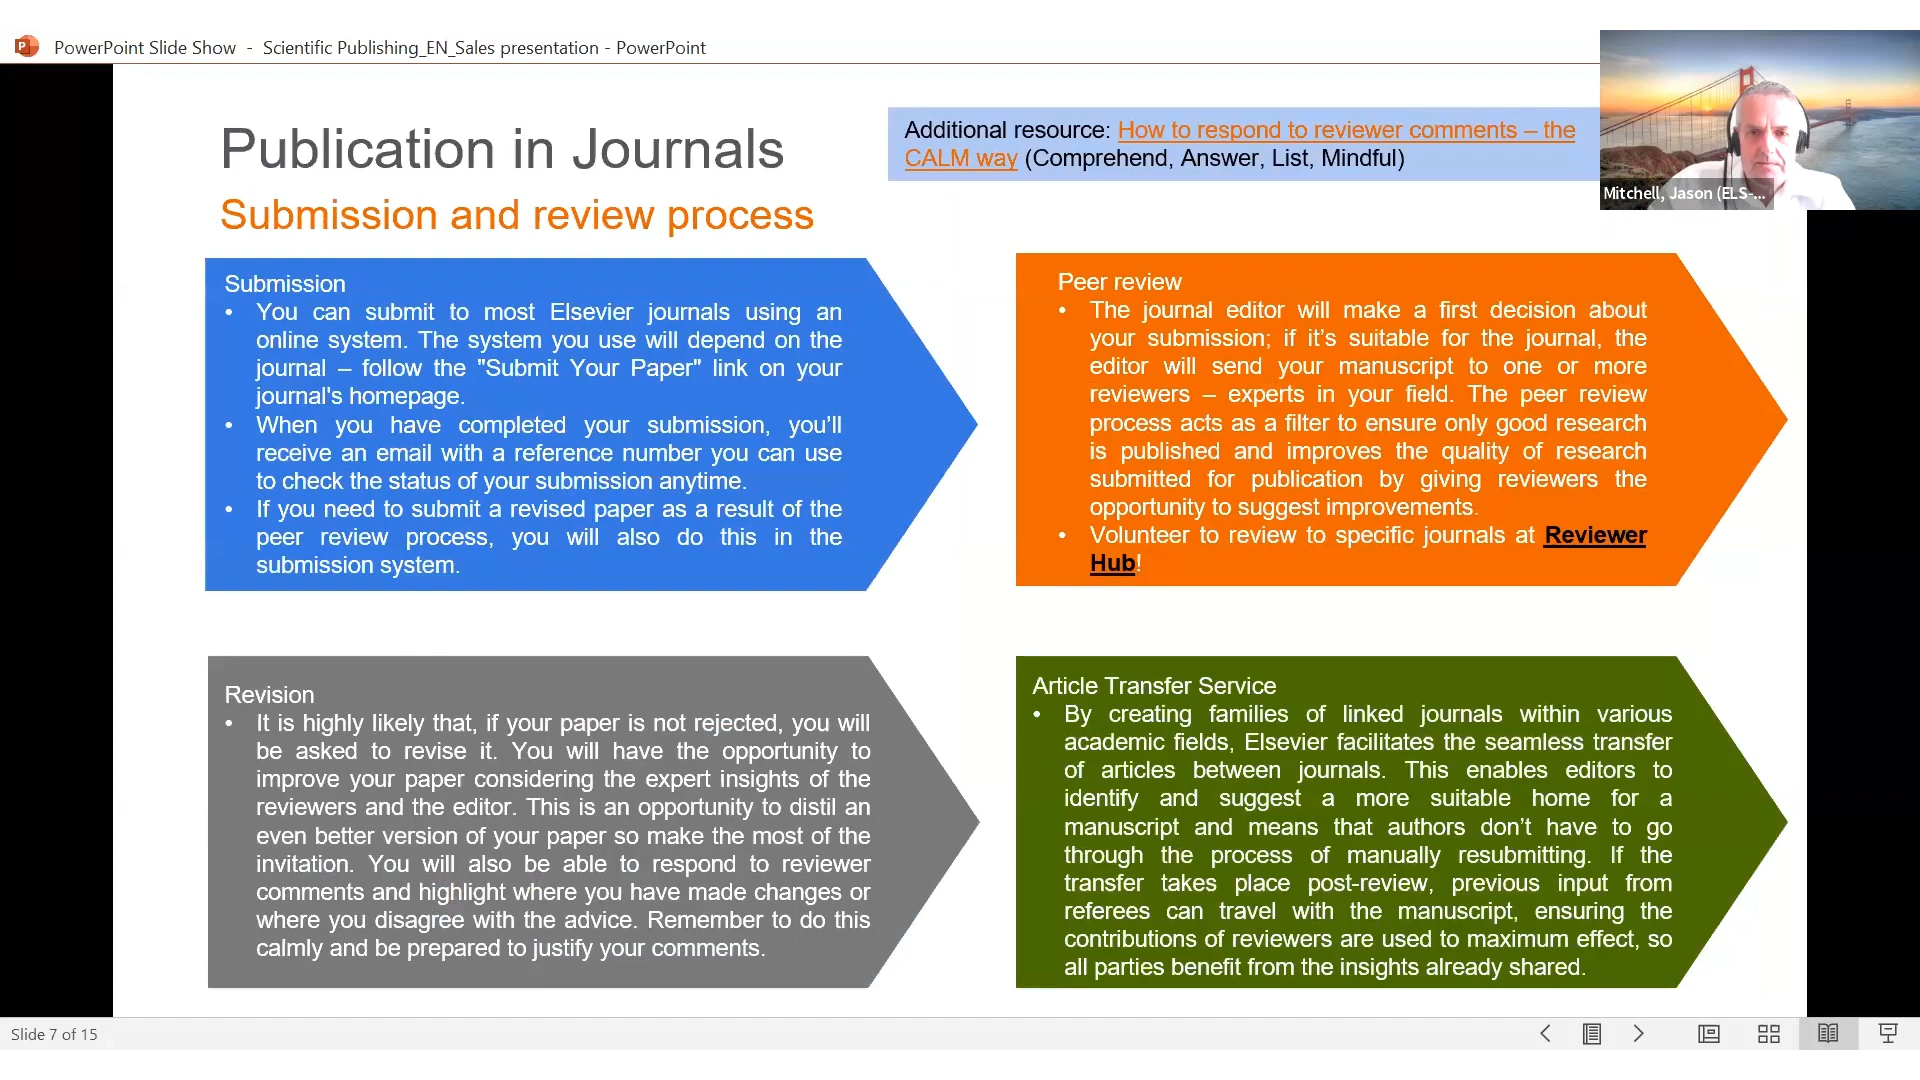 PowerPoint Slide Show - Scientific Publishing_EN_Sales presentation - PowerPoint
Publication in Journals
Submission and review process
Additional resource: How to respond to reviewer comments – the
CALM way (Comprehend, Answer, List, Mindful)
Mitchell, Jason (ELS-...
Submission
• You can submit to most Elsevier journals using an
online system. The system you use will depend on the
journal – follow the "Submit Your Paper" link on your
journal's homepage.
• When you have completed your submission, you’ll
receive an email with a reference number you can use
to check the status of your submission anytime.
• If you need to submit a revised paper as a result of the
peer review process, you will also do this in the
submission system.
Peer review
• The journal editor will make a first decision about
your submission; if it’s suitable for the journal, the
editor will send your manuscript to one or more
reviewers – experts in your field. The peer review
process acts as a filter to ensure only good research
is published and improves the quality of research
submitted for publication by giving reviewers the
opportunity to suggest improvements.
• Volunteer to review to specific journals at Reviewer
Hub!
Revision
• It is highly likely that, if your paper is not rejected, you will
be asked to revise it. You will have the opportunity to
improve your paper considering the expert insights of the
reviewers and the editor. This is an opportunity to distil an
even better version of your paper so make the most of the
invitation. You will also be able to respond to reviewer
comments and highlight where you have made changes or
where you disagree with the advice. Remember to do this
calmly and be prepared to justify your comments.
Article Transfer Service
• By creating families of linked journals within various
academic fields, Elsevier facilitates the seamless transfer
of articles between journals. This enables editors to
identify and suggest a more suitable home for a
manuscript and means that authors don’t have to go
through the process of manually resubmitting. If the
transfer takes place post-review, previous input from
referees can travel with the manuscript, ensuring the
contributions of reviewers are used to maximum effect, so
all parties benefit from the insights already shared.
Slide 7 of 15